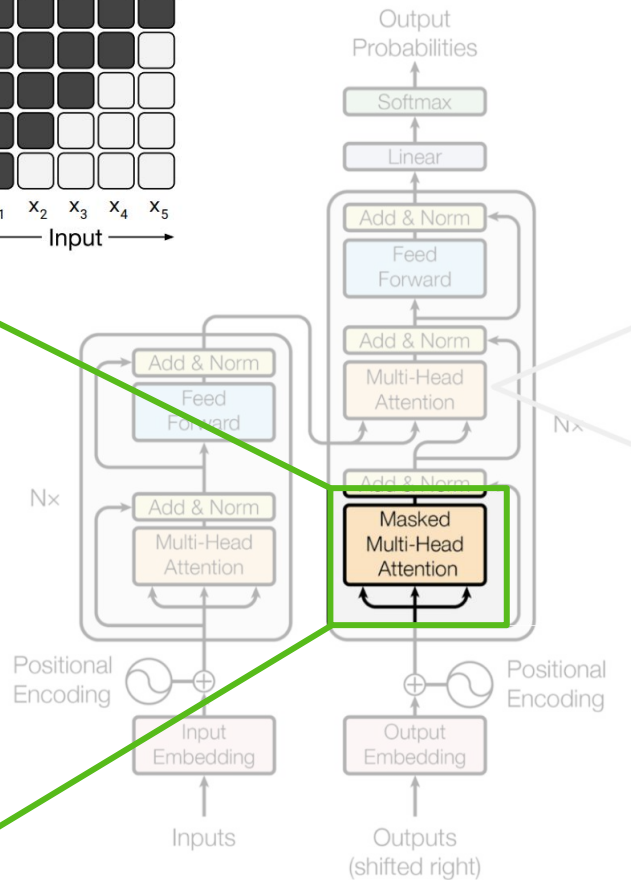 x2 x3 x4 x5
Input
Output
Probabilities
Softmax
Linear
Add & Norm
Feed
Forward
Add & Norm
Multi-Head
Attention
Nx
Add & Norm
Masked
Multi-Head
Attention
Add & Norm
Feed
Forward
Nx
Add & Norm
Multi-Head
Attention
Positional
Encoding
Positional
Encoding
Input
Embedding
Output
Embedding
Inputs
Outputs
(shifted right)